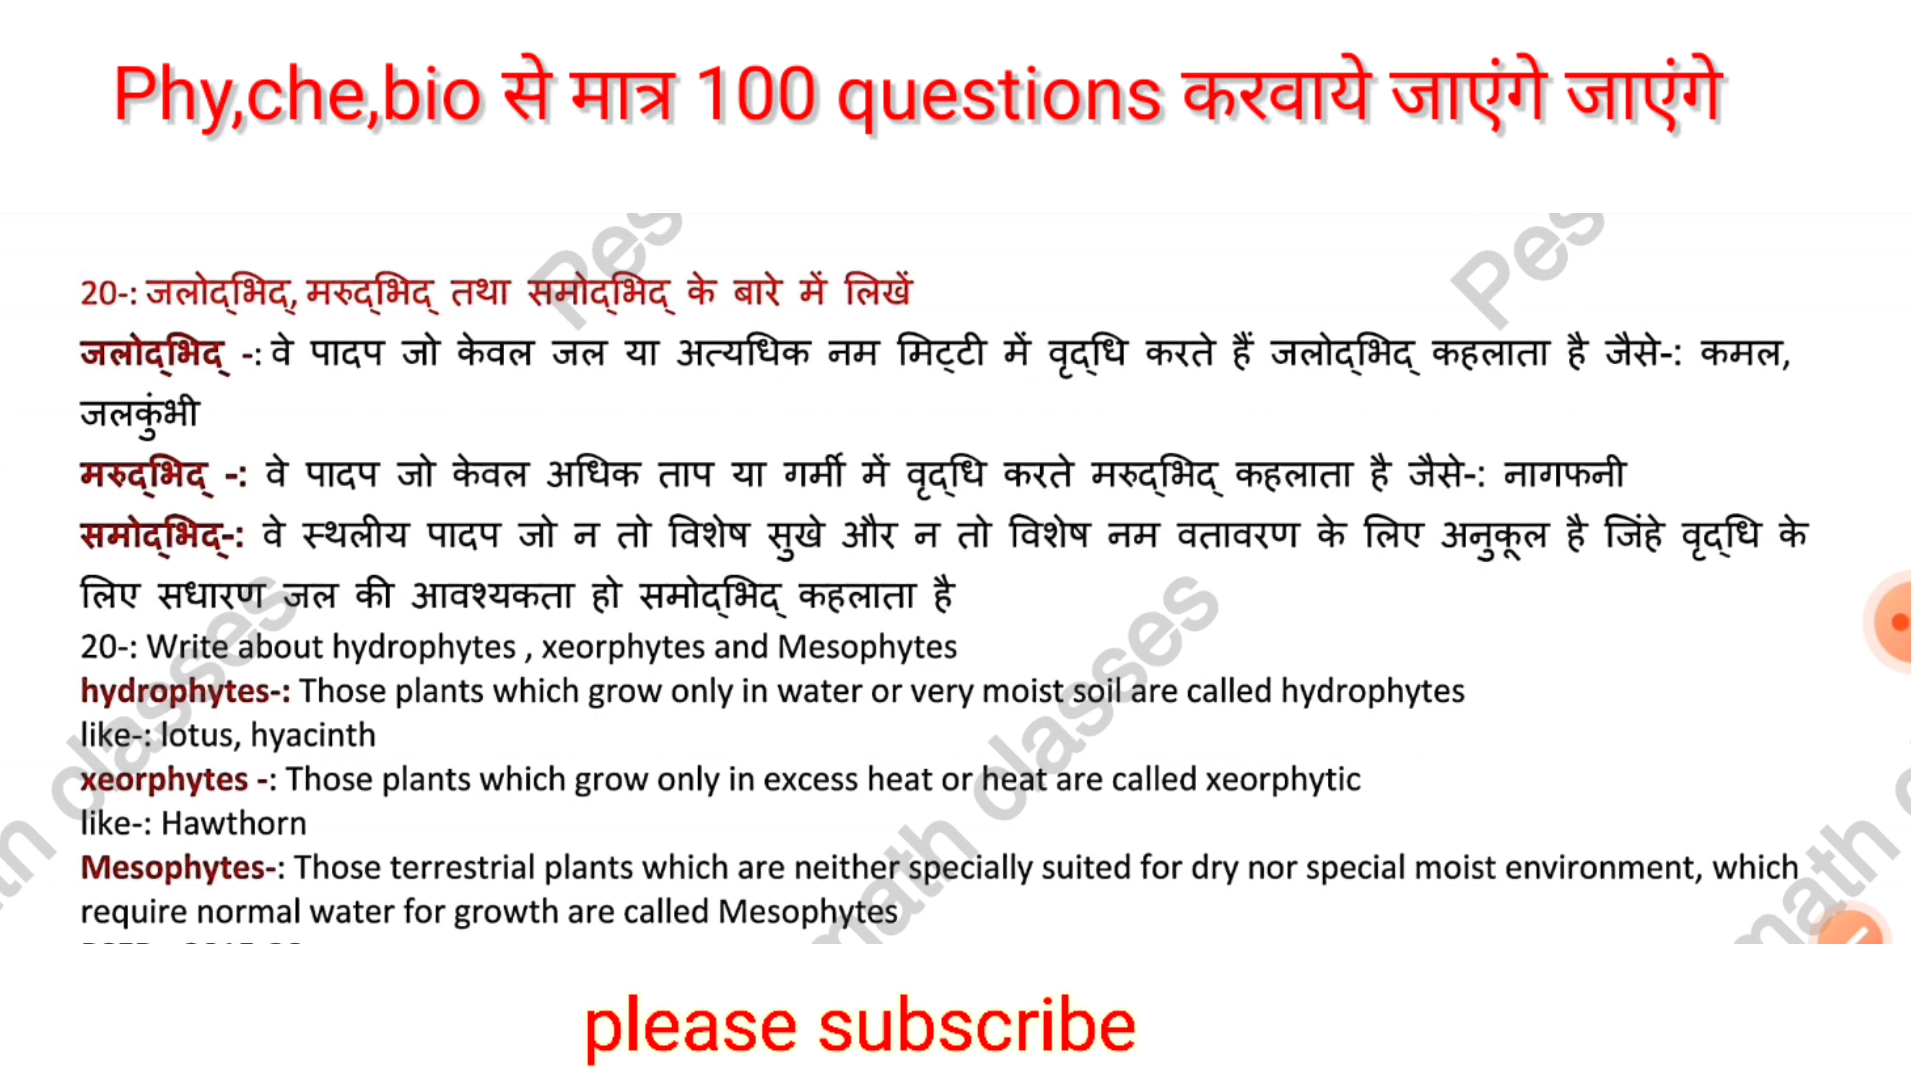 Phy,che,bio से मात्र 100 questions करवाये जाएंगे जाएंगे
Pes
Pes
20-: जलोद्भिद्, मरुद्भिद् तथा समोद्भिद् के बारे में लिखें
जलोद्भिद् -: वे पादप जो केवल जल या अत्यधिक नम मिट्टी में वृद्धि करते हैं जलोद्भिद् कहलाता है जैसे-: कमल,
जलकुंभी
मरुद्भिद् -: वे पादप जो केवल अधिक ताप या गर्मी में वृद्धि करते मरुद्भिद् कहलाता है जैसे-: नागफनी
समोद्भिद्-: वे स्थलीय पादप जो न तो विशेष सुखे और न तो विशेष नम वतावरण के लिए अनुकूल है जिंहे वृद्धि के
लिए सधारण जल की आवश्यकता हो समोद्भिद् कहलाता है
20-: Write about hydrophytes , xeorphytes and Mesophytes
hydrophytes-: Those plants which grow only in water or very moist soil are called hydrophytes
like-: lotus, hyacinth
xeorphytes -: Those plants which grow only in excess heat or heat are called xeorphytic
like-: Hawthorn
Mesophytes-: Those terrestrial plants which are neither specially suited for dry nor special moist environment, which
require normal water for growth are called Mesophytes
math classes
please subscribe